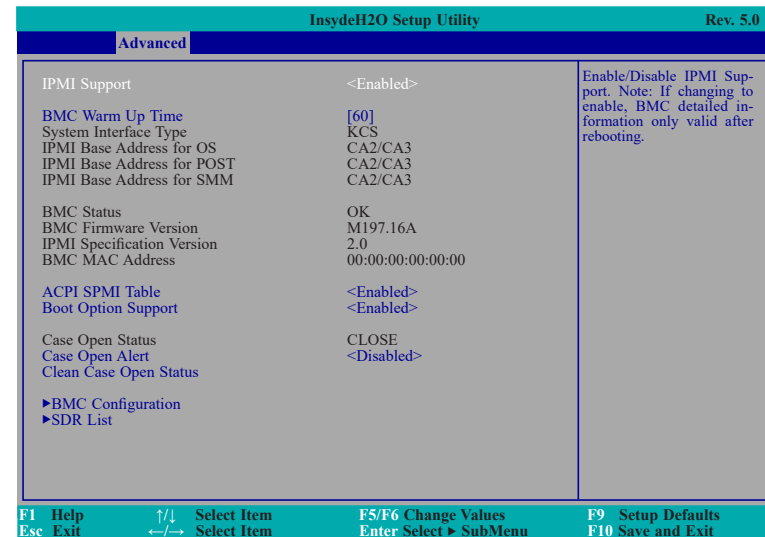 InsydeH2O Setup Utility Rev. 5.0
Advanced
IPMI Support <Enabled>
BMC Warm Up Time [60]
System Interface Type KCS
IPMI Base Address for OS CA2/CA3
IPMI Base Address for POST CA2/CA3
IPMI Base Address for SMM CA2/CA3
BMC Status OK
BMC Firmware Version M197.16A
IPMI Specification Version 2.0
BMC MAC Address 00:00:00:00:00:00
ACPI SPMI Table <Enabled>
Boot Option Support <Enabled>
Case Open Status CLOSE
Case Open Alert <Disabled>
Clean Case Open Status
▶BMC Configuration
▶SDR List
Enable/Disable IPMI Sup-
port. Note: If changing to
enable, BMC detailed in-
formation only valid after
rebooting.
F1 Help ↑/↓ Select Item F5/F6 Change Values F9 Setup Defaults
Esc Exit ←/→ Select Item Enter Select ▶ SubMenu F10 Save and Exit